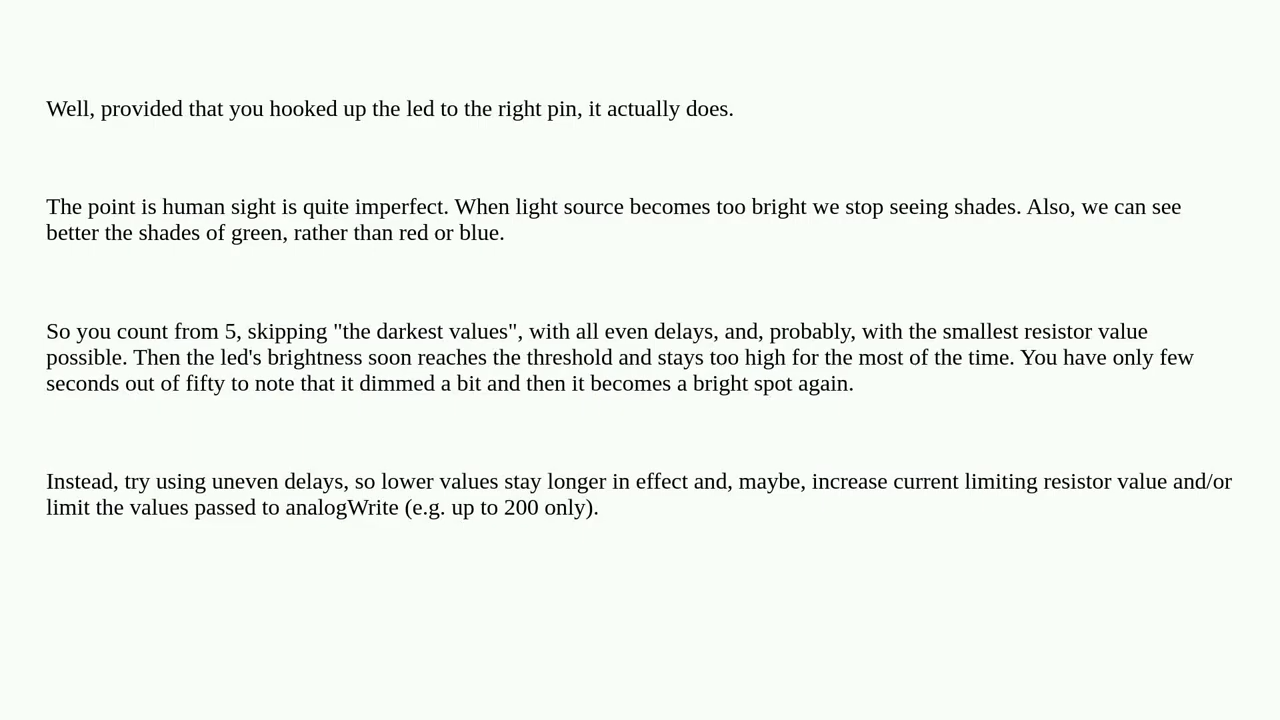 Well, provided that you hooked up the led to the right pin, it actually does.
The point is human sight is quite imperfect. When light source becomes too bright we stop seeing shades. Also, we can see
better the shades of green, rather than red or blue.
So you count from 5, skipping "the darkest values", with all even delays, and, probably, with the smallest resistor value
possible. Then the led's brightness soon reaches the threshold and stays too high for the most of the time. You have only few
seconds out of fifty to note that it dimmed a bit and then it becomes a bright spot again.
Instead, try using uneven delays, so lower values stay longer in effect and, maybe, increase current limiting resistor value and/or
limit the values passed to analogWrite (e.g. up to 200 only).